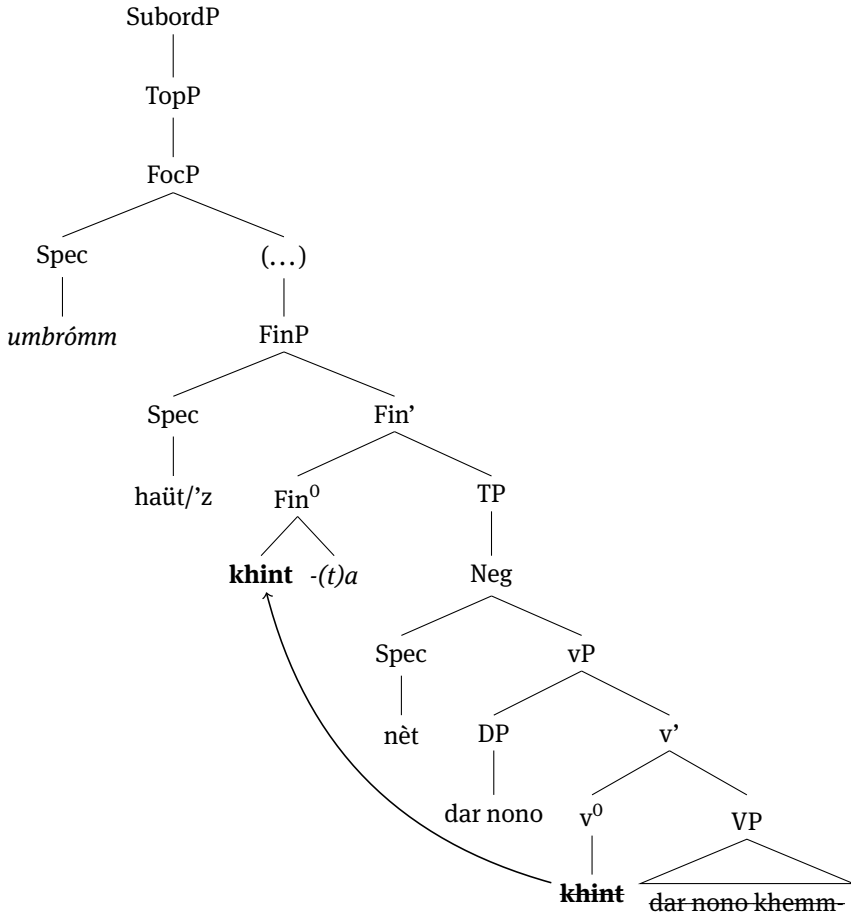 SubordP
TopP
FocP
Spec (…)
umbrómm FinP
Spec Fin’
haüt/’z Fin⁰ TP
khint -(t)a Neg
Spec vP
nèt DP v’
dar nono v⁰ VP
khint dar nono khemm-